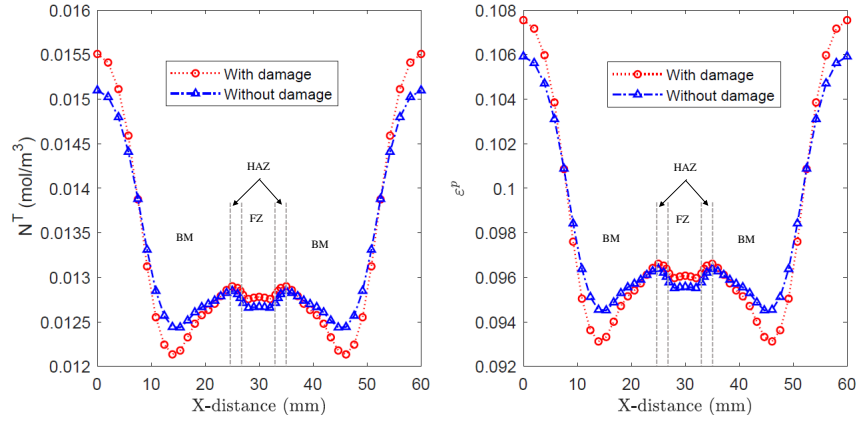 0.016
0.0155
0.015
0.0145
0.014
0.0135
0.013
0.0125
0.012
N^T (mol/m^3)
With damage
Without damage
HAZ
FZ
BM
BM
0 10 20 30 40 50 60
X-distance (mm)
0.108
0.106
0.104
0.102
0.1
0.098
0.096
0.094
0.092
ε^p
With damage
Without damage
HAZ
FZ
BM
BM
0 10 20 30 40 50 60
X-distance (mm)